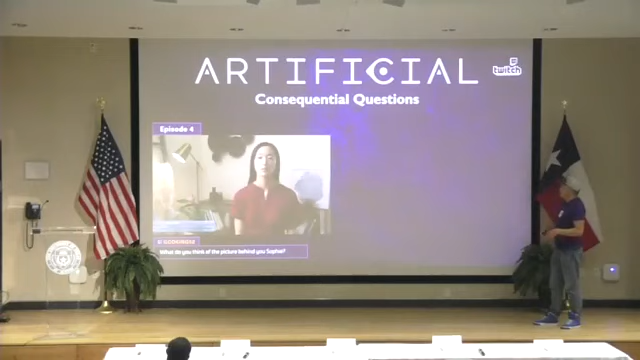 ARTIFICIAL
twitch
Consequential Questions
Episode 4
What do you think of the picture behind you Sophie?